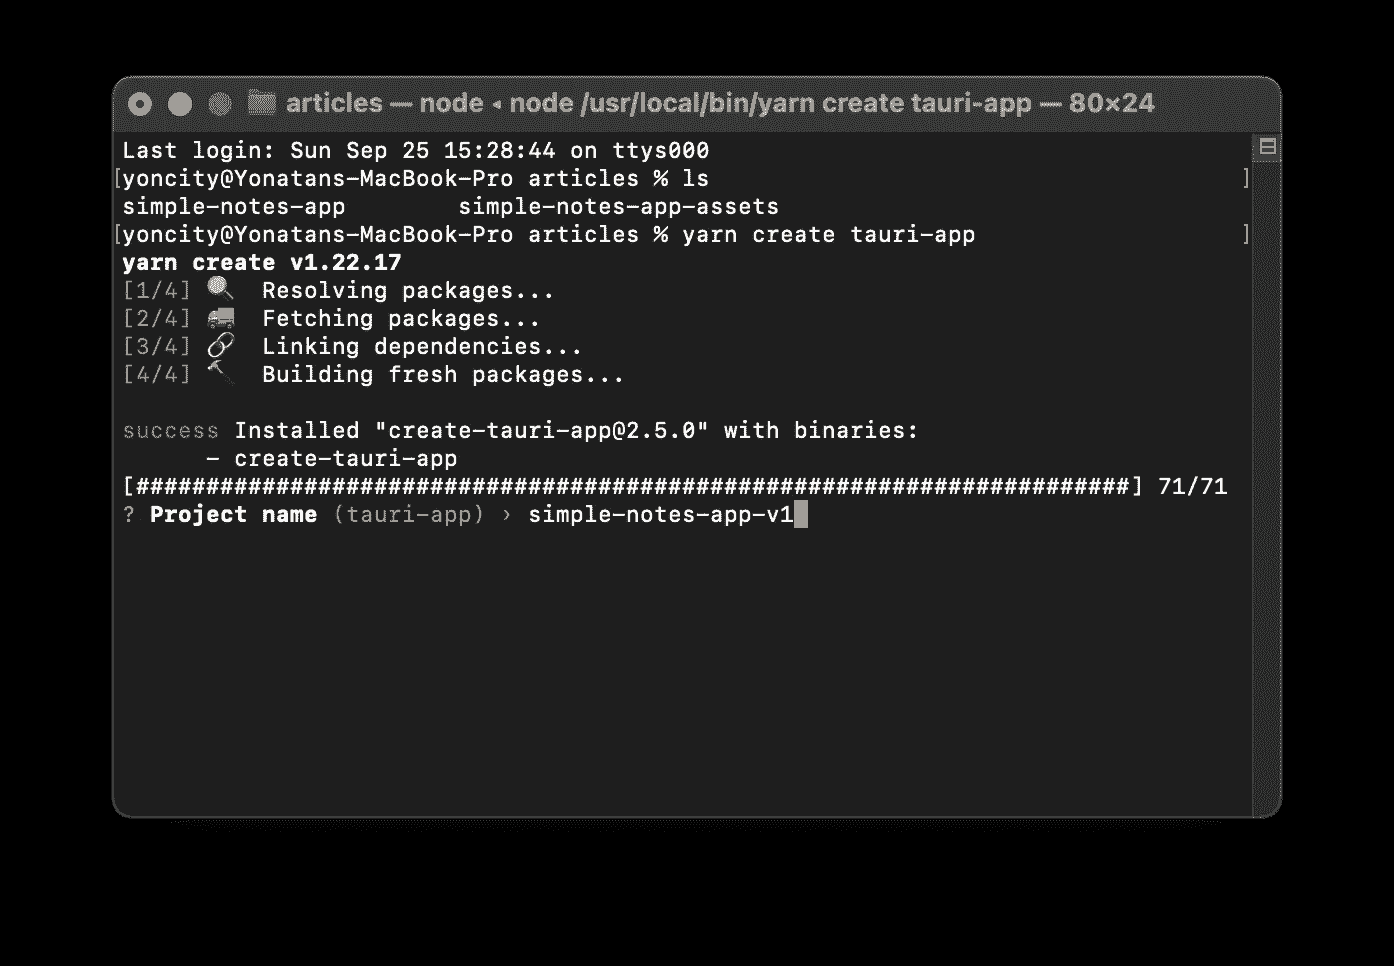 articles — node ◂ node /usr/local/bin/yarn create tauri-app — 80×24
Last login: Sun Sep 25 15:28:44 on ttys000
[yoncity@Yonatans-MacBook-Pro articles % ls ]
simple-notes-app        simple-notes-app-assets
[yoncity@Yonatans-MacBook-Pro articles % yarn create tauri-app ]
yarn create v1.22.17
[1/4] 🔍  Resolving packages...
[2/4] 🚚  Fetching packages...
[3/4] 🔗  Linking dependencies...
[4/4] 🔨  Building fresh packages...
success Installed "create-tauri-app@2.5.0" with binaries:
      - create-tauri-app
[#######################################################################] 71/71
? Project name (tauri-app) › simple-notes-app-v1